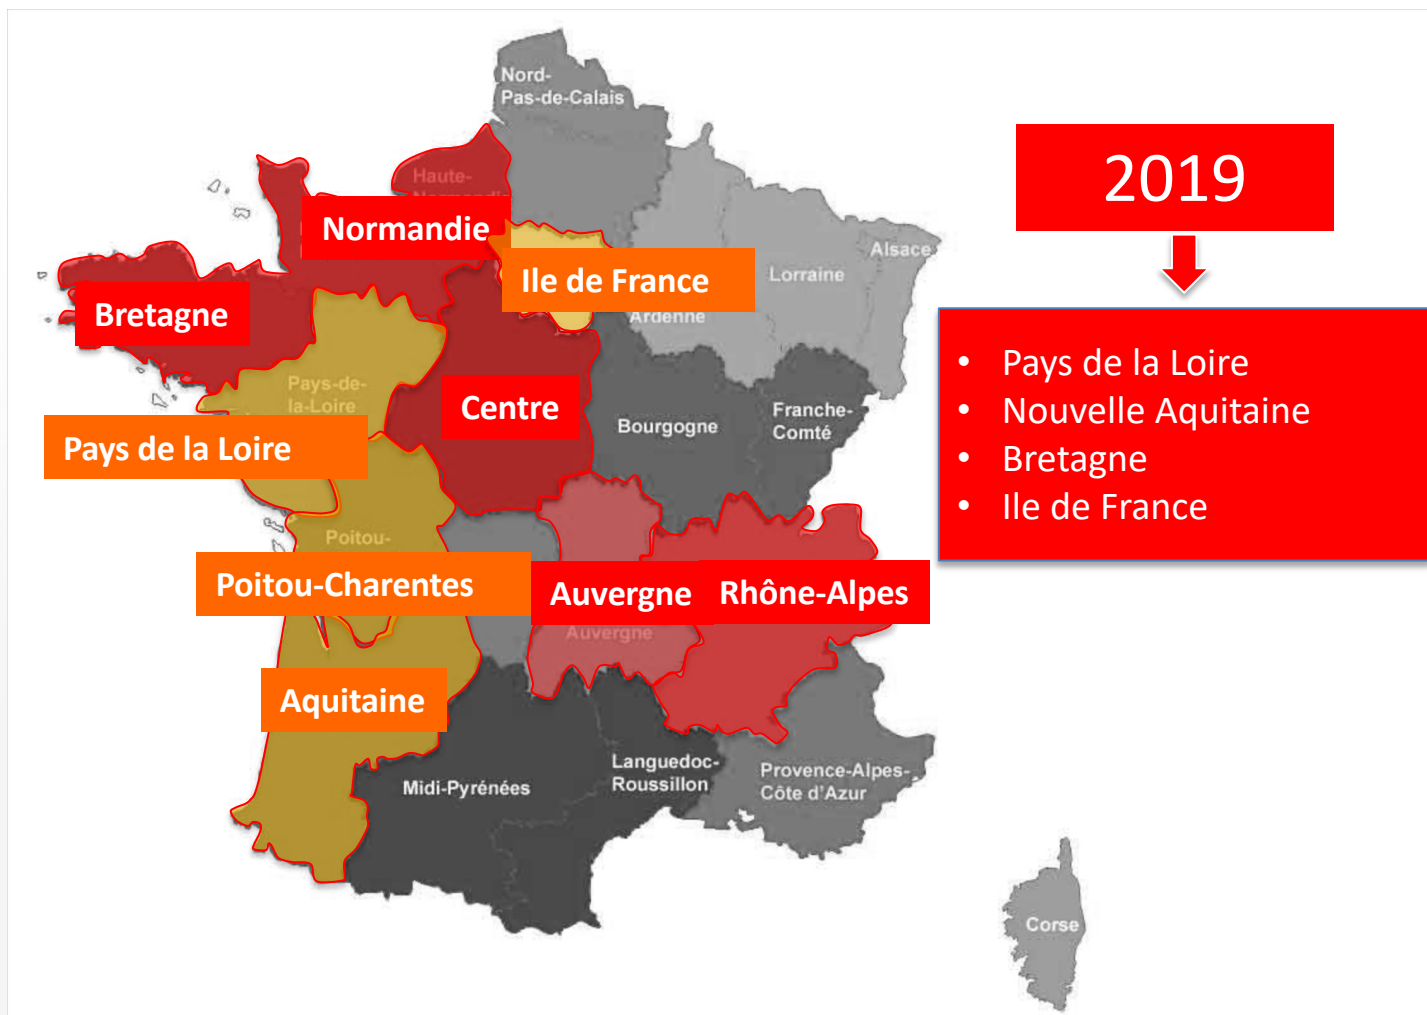 Nord-
Pas-de-Calais
Haute-
Normandie
Ile de France
Bretagne
Ardenne
Lorraine
Alsace
Pays-de-
la-Loire
Centre
Bourgogne
Franche-
Comté
Pays de la Loire
Poitou-
Poitou-Charentes
Auvergne
Rhône-Alpes
Auvergne
Aquitaine
Midi-Pyrénées
Languedoc-
Roussillon
Provence-Alpes-
Côte d'Azur
Corse
2019
• Pays de la Loire
• Nouvelle Aquitaine
• Bretagne
• Ile de France